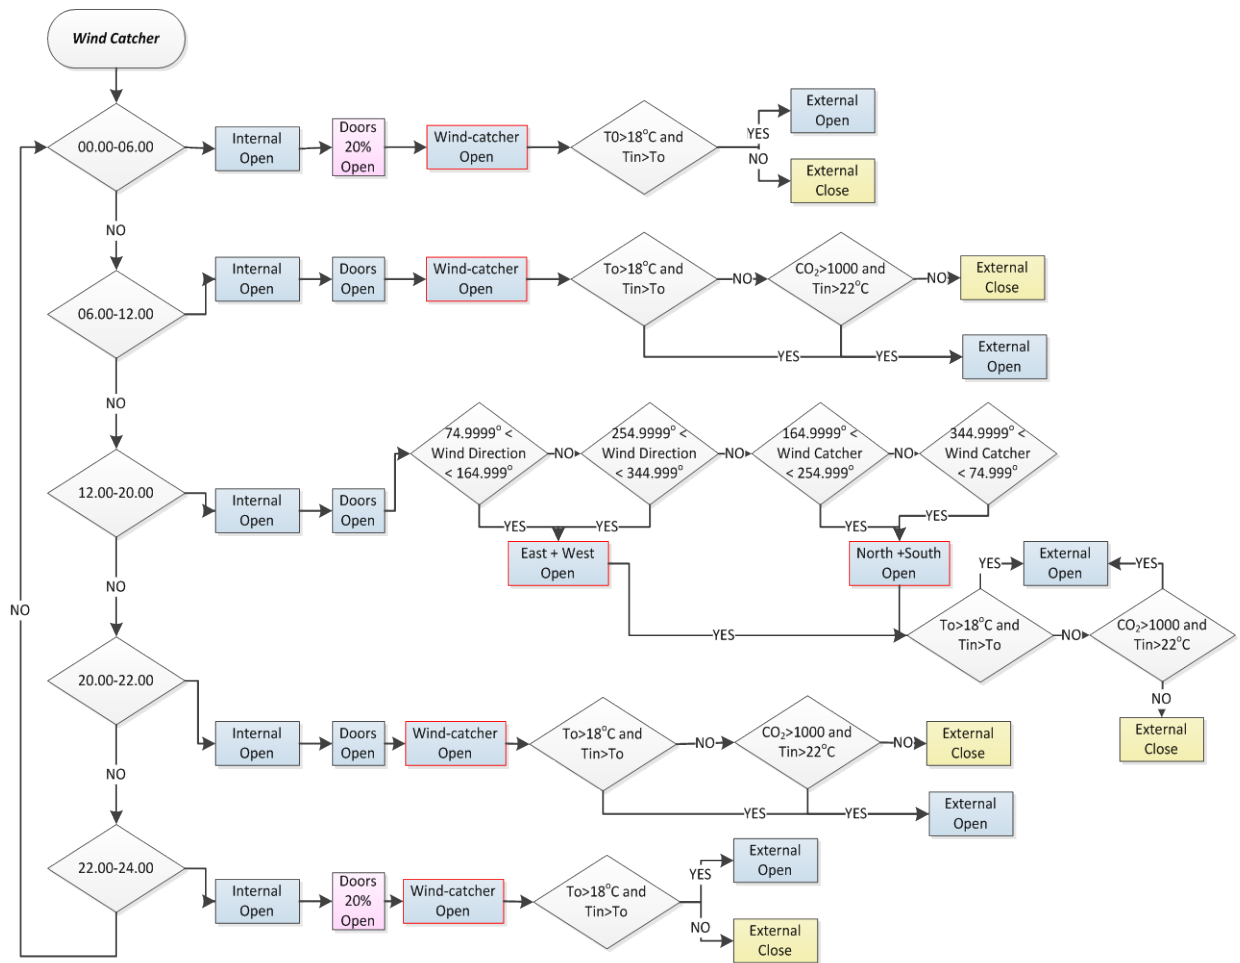 Wind Catcher
00.00-06.00
Internal
Open
Doors
20%
Open
Wind-catcher
Open
T0>18°C and
Tin>To
YES
NO
External
Open
External
Close
NO
06.00-12.00
Internal
Open
Doors
Open
Wind-catcher
Open
To>18°C and
Tin>To
NO
CO₂>1000 and
Tin>22°C
NO
External
Close
YES
YES
External
Open
NO
12.00-20.00
Internal
Open
Doors
Open
74.9999° <
Wind Direction
< 164.999°
NO
254.9999° <
Wind Direction
< 344.999°
NO
164.9999° <
Wind Catcher
< 254.999°
NO
344.9999° <
Wind Catcher
< 74.999°
YES
YES
YES
YES
East + West
Open
North +South
Open
YES
To>18°C and
Tin>To
YES
External
Open
YES
NO
CO₂>1000 and
Tin>22°C
NO
External
Close
NO
NO
20.00-22.00
Internal
Open
Doors
Open
Wind-catcher
Open
To>18°C and
Tin>To
NO
CO₂>1000 and
Tin>22°C
NO
External
Close
YES
YES
External
Open
NO
22.00-24.00
Internal
Open
Doors
20%
Open
Wind-catcher
Open
To>18°C and
Tin>To
YES
NO
External
Open
External
Close